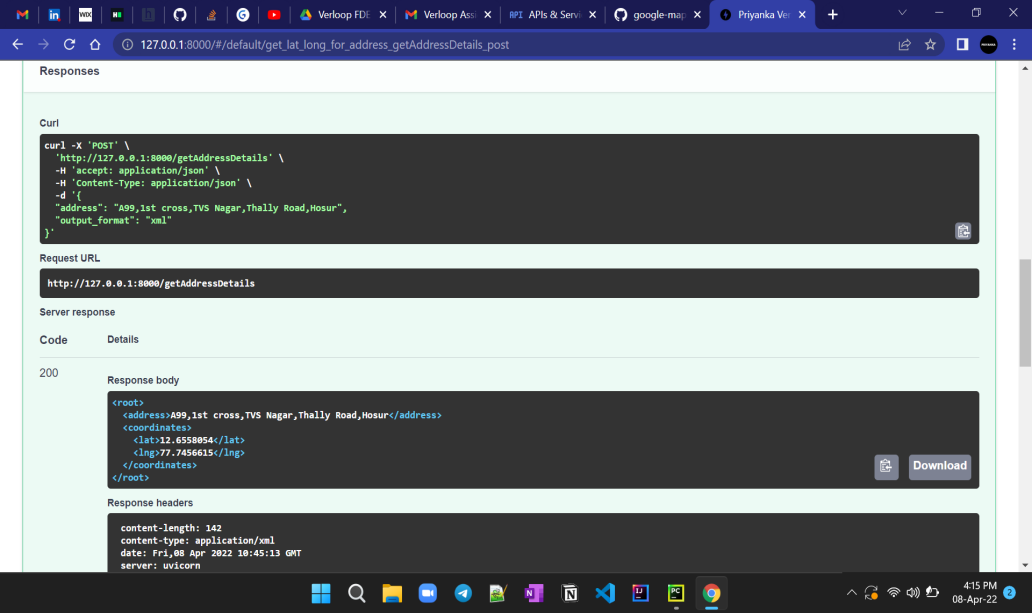 Verloop FDE
Verloop Assi
API APIs & Servi
google-map
Priyanka Ver
127.0.0.1:8000/#/default/get_lat_long_for_address_getAddressDetails_post
Responses
Curl
curl -X 'POST' \
'http://127.0.0.1:8000/getAddressDetails' \
-H 'accept: application/json' \
-H 'Content-Type: application/json' \
-d '{
"address": "A99,1st cross,TVS Nagar,Thally Road,Hosur",
"output_format": "xml"
}'
Request URL
http://127.0.0.1:8000/getAddressDetails
Server response
Code Details
200
Response body
<root>
<address>A99,1st cross,TVS Nagar,Thally Road,Hosur</address>
<coordinates>
<lat>12.6558054</lat>
<lng>77.7456615</lng>
</coordinates>
</root>
Download
Response headers
content-length: 142
content-type: application/xml
date: Fri,08 Apr 2022 10:45:13 GMT
server: uvicorn
4:15 PM
08-Apr-22
2